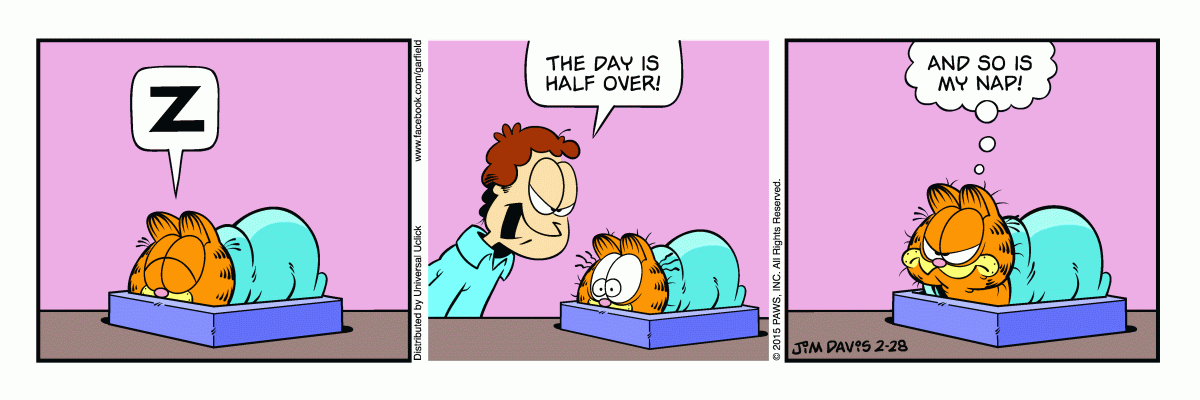 Z
www.facebook.com/garfield
Distributed by Universal Uclick
THE DAY IS
HALF OVER!
© 2015 PAWS, INC. All Rights Reserved.
AND SO IS
MY NAP!
JIM DAVIS 2-28